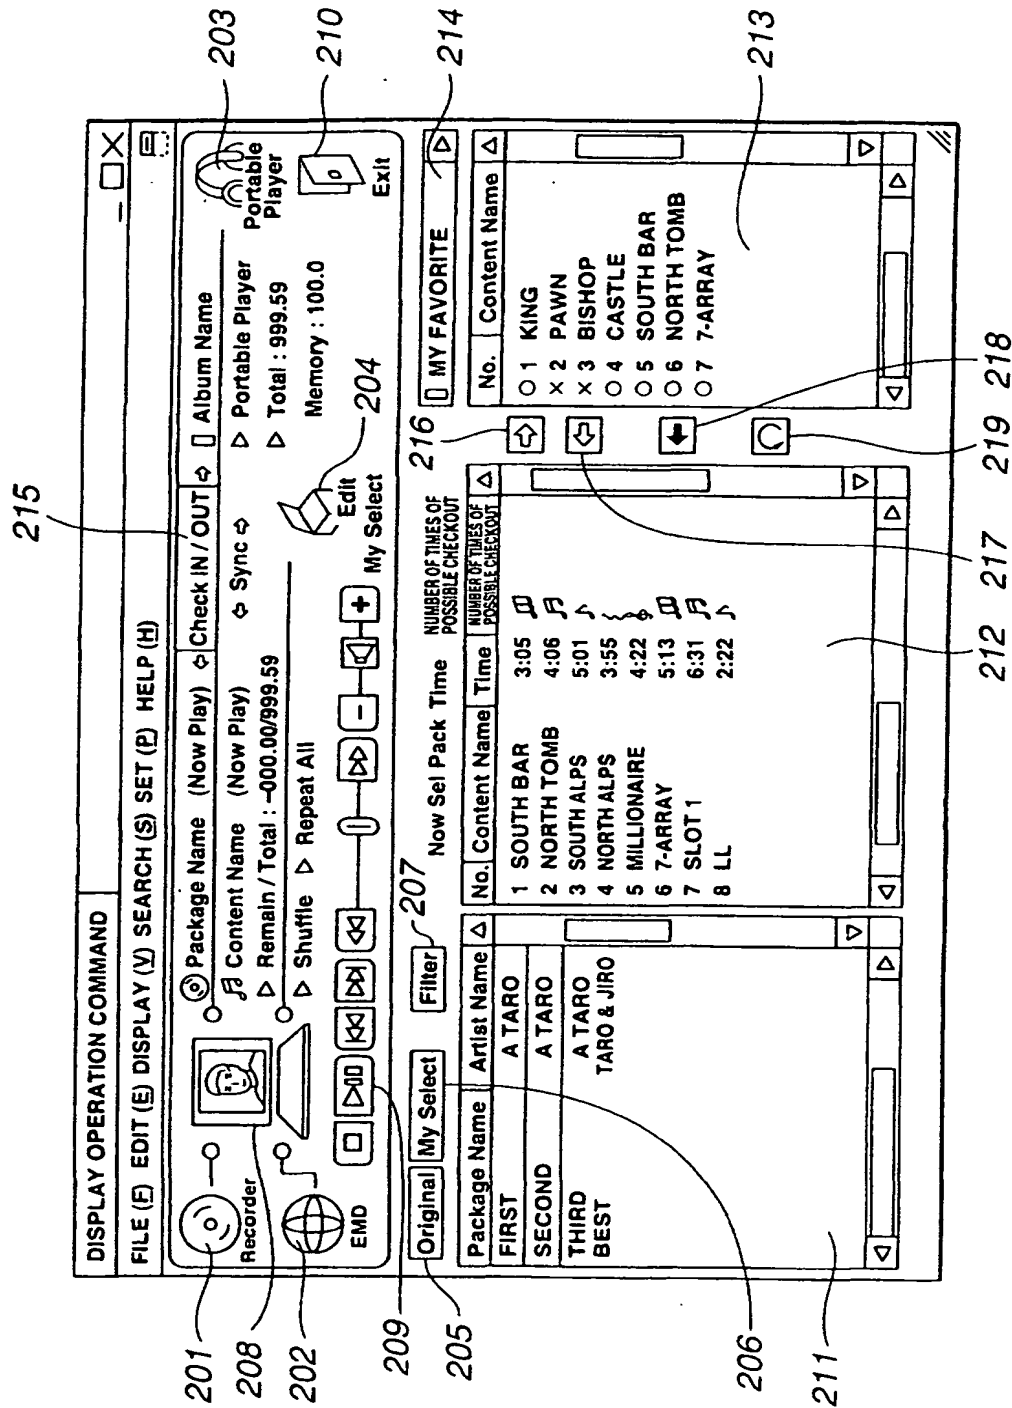 215
DISPLAY OPERATION COMMAND
FILE (F) EDIT (E) DISPLAY (V) SEARCH (S) SET (P) HELP (H)
Recorder
EMD
Package Name (Now Play)
Content Name (Now Play)
Remain / Total : -000.00/999.59
Shuffle Repeat All
Check IN / OUT
Sync
Album Name
Portable Player
Total : 999.59
Memory : 100.0
Edit
My Select
Portable
Player
Exit
Original My Select Filter
Now Sel Pack Time
NUMBER OF TIMES OF
POSSIBLE CHECKOUT
MY FAVORITE
Package Name Artist Name
FIRST A TARO
SECOND A TARO
THIRD A TARO
BEST TARO & JIRO
No. Content Name Time NUMBER OF TIMES OF
POSSIBLE CHECKOUT
1 SOUTH BAR 3:05
2 NORTH TOMB 4:06
3 SOUTH ALPS 5:01
4 NORTH ALPS 3:55
5 MILLIONAIRE 4:22
6 7-ARRAY 5:13
7 SLOT 1 6:31
8 LL 2:22
No. Content Name
○ 1 KING
× 2 PAWN
× 3 BISHOP
○ 4 CASTLE
○ 5 SOUTH BAR
○ 6 NORTH TOMB
○ 7 7-ARRAY
201
208
202
209
205
206
211
207
204
216
217
212
218
219
203
210
214
213